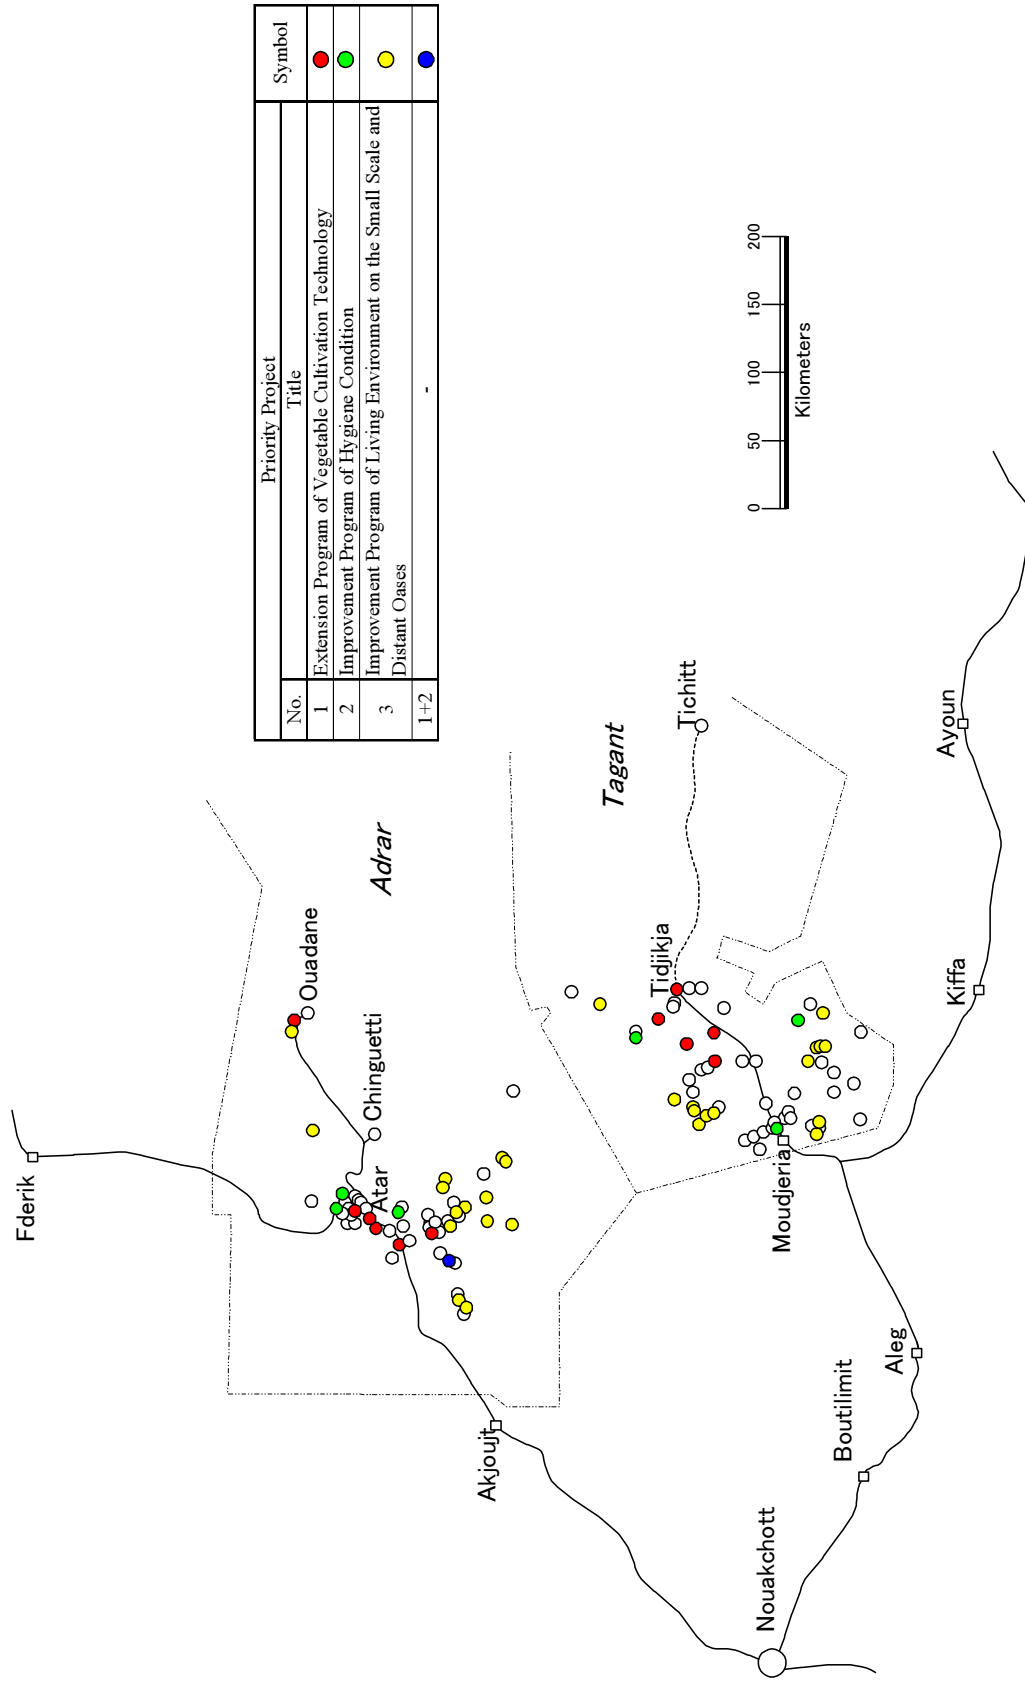 Priority Project
Symbol
No.
Title
1
Extension Program of Vegetable Cultivation Technology
2
Improvement Program of Hygiene Condition
3
Improvement Program of Living Environment on the Small Scale and
Distant Oases
1+2
-
Fderik
Ouadane
Chinguetti
Atar
Adrar
Akjoujt
Tagant
Tichitt
Tidjikja
Moudjeria
Nouakchott
Boutilimit
Aleg
Kiffa
Ayoun
0
50
100
150
200
Kilometers